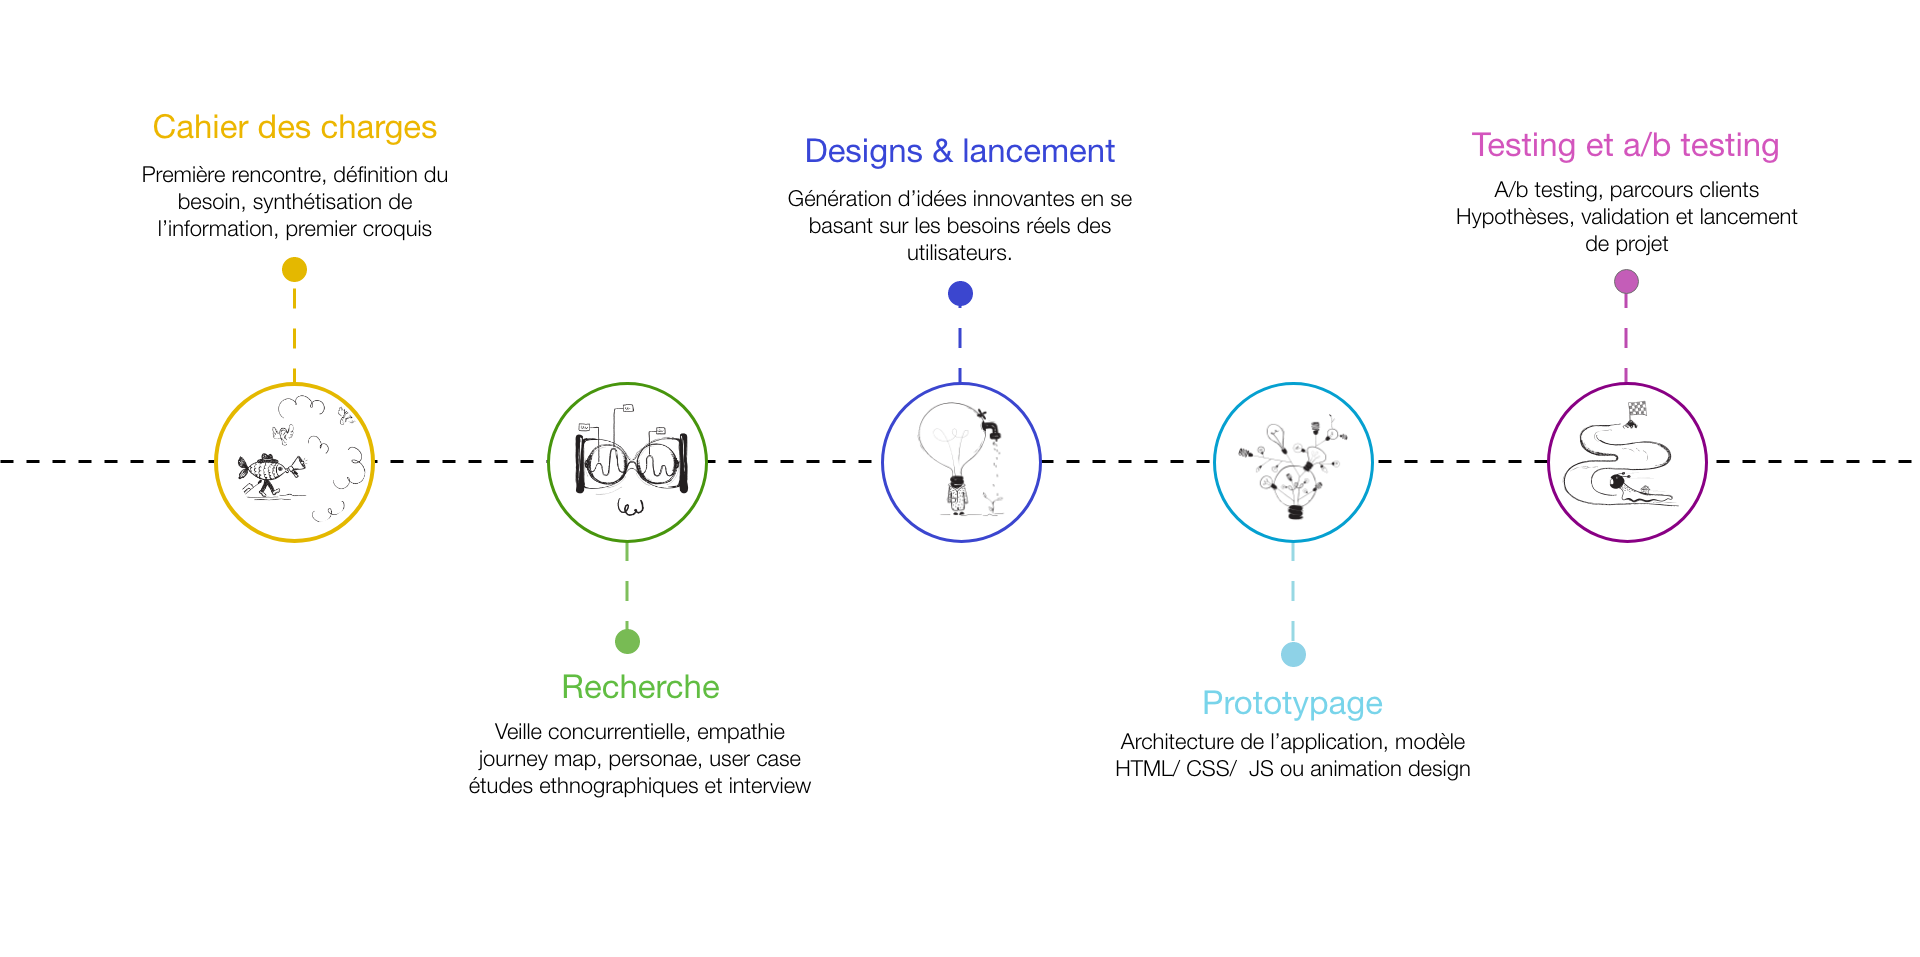 Cahier des charges
Première rencontre, définition du
besoin, synthétisation de
l’information, premier croquis
Recherche
Veille concurrentielle, empathie
journey map, personae, user case
études ethnographiques et interview
Designs & lancement
Génération d’idées innovantes en se
basant sur les besoins réels des
utilisateurs.
Prototypage
Architecture de l’application, modèle
HTML/ CSS/  JS ou animation design
Testing et a/b testing
A/b testing, parcours clients
Hypothèses, validation et lancement
de projet